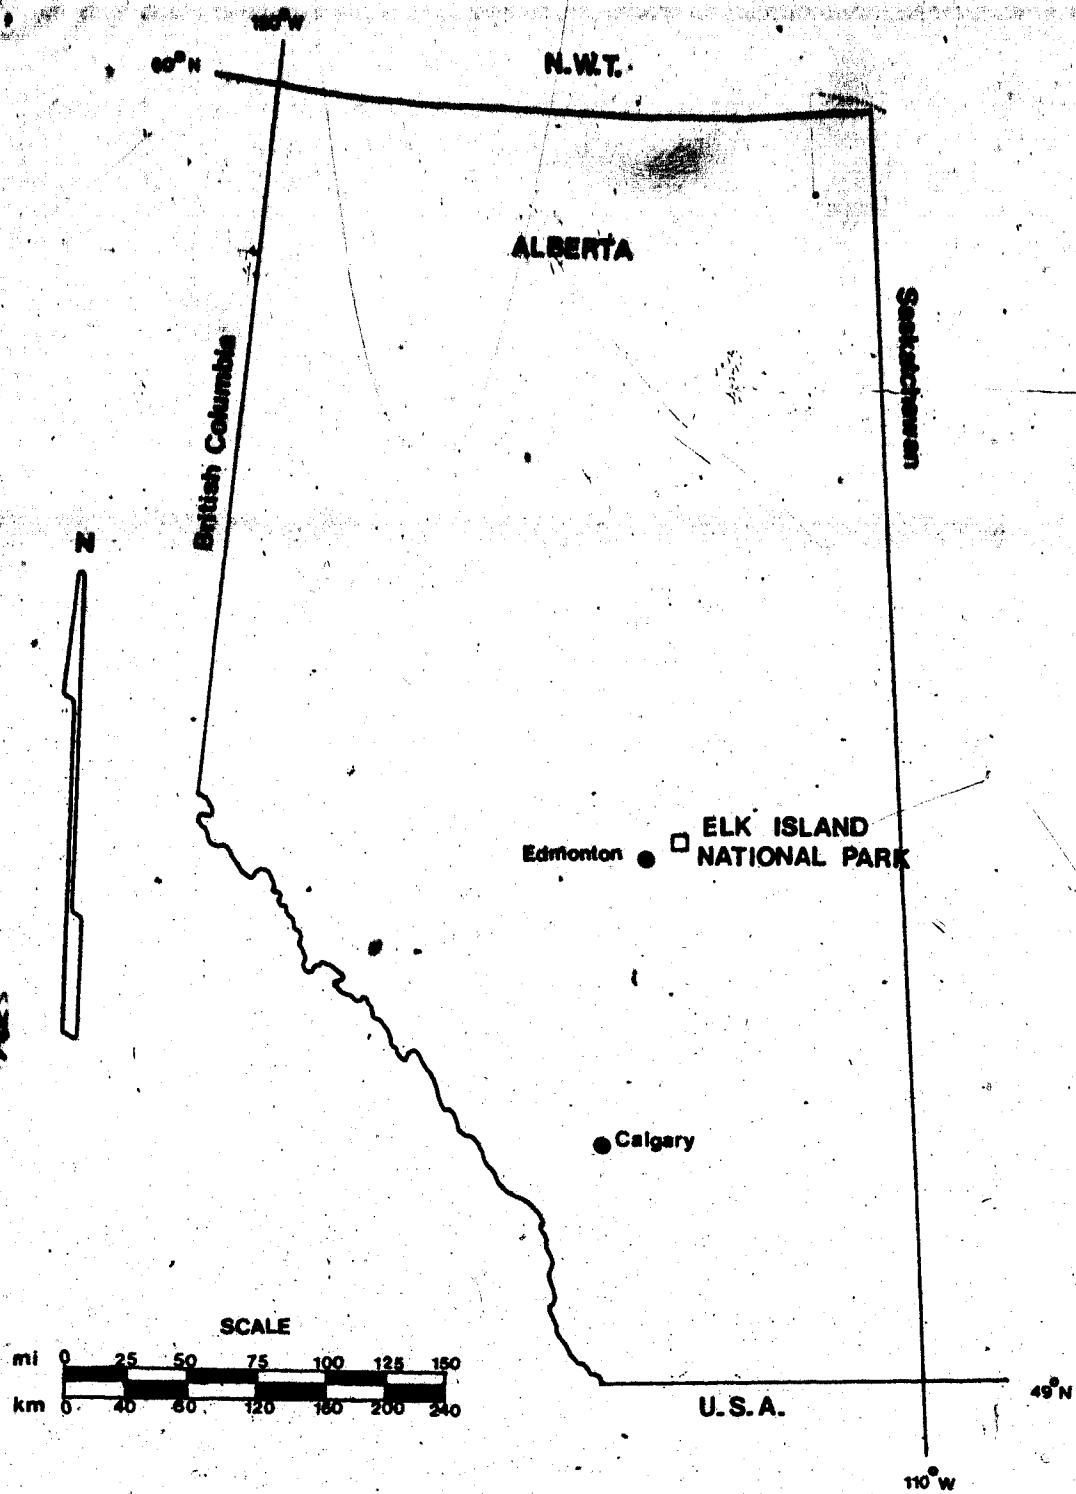 120°W
60°N
N.W.T.
ALBERTA
British Columbia
Saskatchewan
N
Edmonton
ELK ISLAND
NATIONAL PARK
Calgary
SCALE
mi 0 25 50 75 100 125 150
km 0 40 60 120 160 200 240
U.S.A.
49°N
110°W